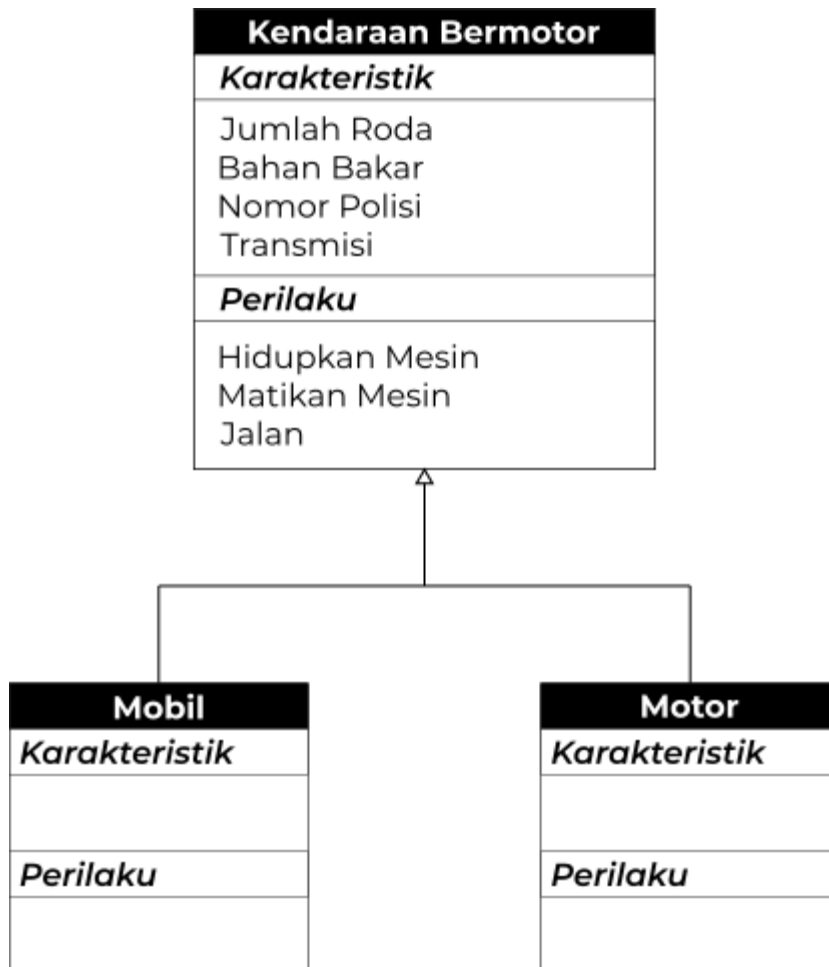 Kendaraan Bermotor
Karakteristik
Jumlah Roda
Bahan Bakar
Nomor Polisi
Transmisi
Perilaku
Hidupkan Mesin
Matikan Mesin
Jalan
Mobil
Karakteristik
Perilaku
Motor
Karakteristik
Perilaku